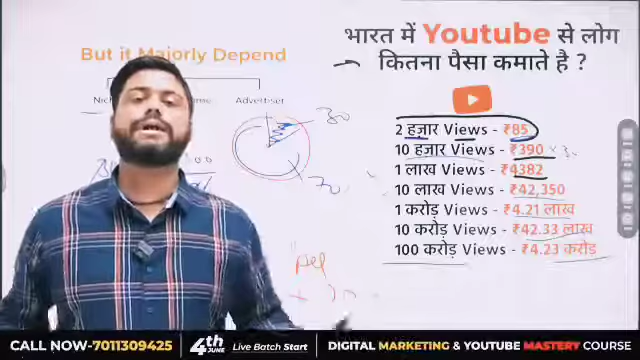 But it Majorly Depend
Advertiser
30
70
भारत में Youtube से लोग
कितना पैसा कमाते है ?
2 हज़ार Views - ₹85
10 हज़ार Views - ₹390
1 लाख Views - ₹4382
10 लाख Views - ₹42,350
1 करोड़ Views - ₹4.21 लाख
10 करोड़ Views - ₹42.33 लाख
100 करोड़ Views - ₹4.23 करोड़
CALL NOW-7011309425
4th JUNE
Live Batch Start
DIGITAL MARKETING & YOUTUBE MASTERY COURSE